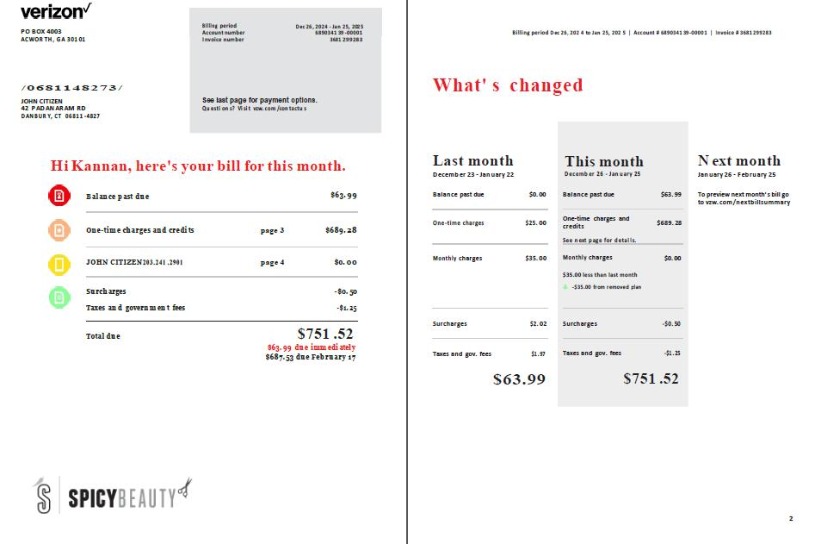 verizon✓
PO BOX 4003
ACWORTH, GA 30101
Billing period Dec 26, 2024 - Jan 25, 2025
Account number 689034139-00001
Invoice number 3681299283
/0681148273/
JOHN CITIZEN
42 PADANARAM RD
DANBURY, CT 06811-4827
See last page for payment options.
Questions? Visit vzw.com/contactus
Hi Kannan, here's your bill for this month.
Balance past due $63.99
One-time charges and credits page 3 $689.28
JOHN CITIZEN203.241.2901 page 4 $0.00
Surcharges -$0.50
Taxes and government fees -$1.25
Total due $751.52
$63.99 due immediately
$687.53 due February 17
SPICYBEAUTY
Billing period Dec 26, 2024 to Jan 25, 2025 | Account # 689034139-00001 | Invoice # 3681299283
What's changed
Last month
December 23 - January 22
Balance past due $0.00
One-time charges $25.00
Monthly charges $35.00
Surcharges $2.02
Taxes and gov. fees $1.97
$63.99
This month
December 26 - January 25
Balance past due $63.99
One-time charges and credits $689.28
See next page for details.
Monthly charges $0.00
$35.00 less than last month
-$35.00 from removed plan
Surcharges -$0.50
Taxes and gov. fees -$1.25
$751.52
Next month
January 26 - February 25
To preview next month's bill go
to vzw.com/nextbillsummary
2